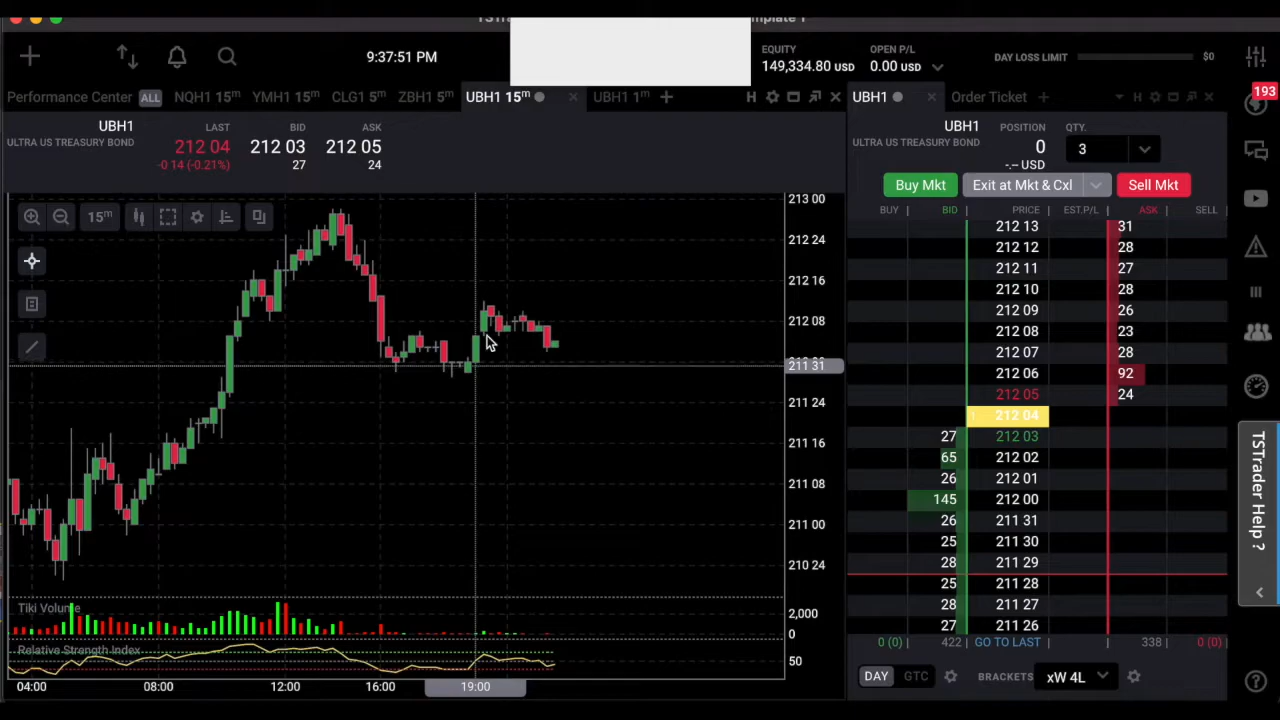 9:37:51 PM
EQUITY
149,334.80 USD
OPEN P/L
0.00 USD
DAY LOSS LIMIT
$0
193
Performance Center ALL NQH1 15m YMH1 15m CLG1 5m ZBH1 5m UBH1 15m UBH1 1m H
UBH1 Order Ticket H
UBH1 LAST BID ASK
ULTRA US TREASURY BOND 212 04 212 03 212 05
-0 14 (-0.21%) 27 24
UBH1 POSITION QTY.
ULTRA US TREASURY BOND 0 3
-.-- USD
Buy Mkt Exit at Mkt & Cxl Sell Mkt
BUY BID PRICE EST.P/L ASK SELL
15m
213 00
212 24
212 16
212 08
211 31
211 24
211 16
211 08
211 00
210 24
Tiki Volume
2,000
0
Relative Strength Index
50
04:00 08:00 12:00 16:00 19:00
212 13 31
212 12 28
212 11 27
212 10 28
212 09 26
212 08 23
212 07 28
212 06 92
212 05 24
212 04
27 212 03
65 212 02
26 212 01
145 212 00
26 211 31
25 211 30
28 211 29
25 211 28
28 211 27
27 211 26
0 (0) 422 GO TO LAST 338 0 (0)
DAY GTC BRACKETS xW 4L
TSTrader Help ?